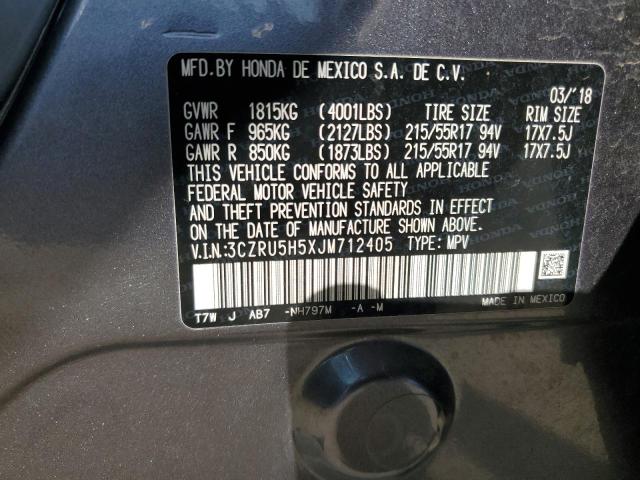 MFD.BY HONDA DE MEXICO S.A. DE C.V.
03/'18
GVWR 1815KG (4001LBS) TIRE SIZE RIM SIZE
GAWR F 965KG (2127LBS) 215/55R17 94V 17X7.5J
GAWR R 850KG (1873LBS) 215/55R17 94V 17X7.5J
THIS VEHICLE CONFORMS TO ALL APPLICABLE
FEDERAL MOTOR VEHICLE SAFETY
AND THEFT PREVENTION STANDARDS IN EFFECT
ON THE DATE OF MANUFACTURE SHOWN ABOVE.
V.I.N:3CZRU5H5XJM712405 TYPE: MPV
MADE IN MEXICO
T7W J AB7 -NH797M -A -M